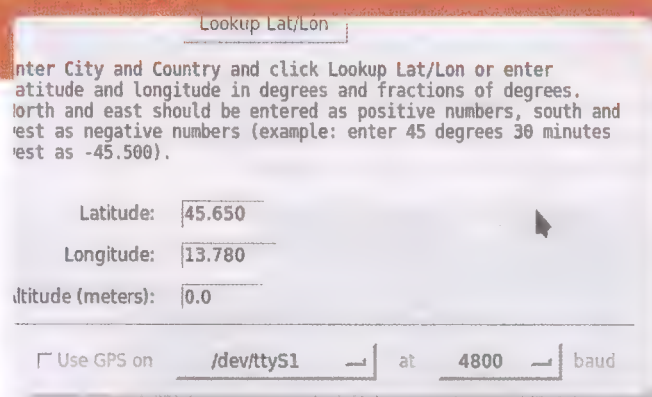 Lookup Lat/Lon
nter City and Country and click Lookup Lat/Lon or enter
atitude and longitude in degrees and fractions of degrees.
orth and east should be entered as positive numbers, south and
est as negative numbers (example: enter 45 degrees 30 minutes
est as -45.500).
Latitude: 45.650
Longitude: 13.780
ltitude (meters): 0.0
Use GPS on /dev/ttyS1 at 4800 baud